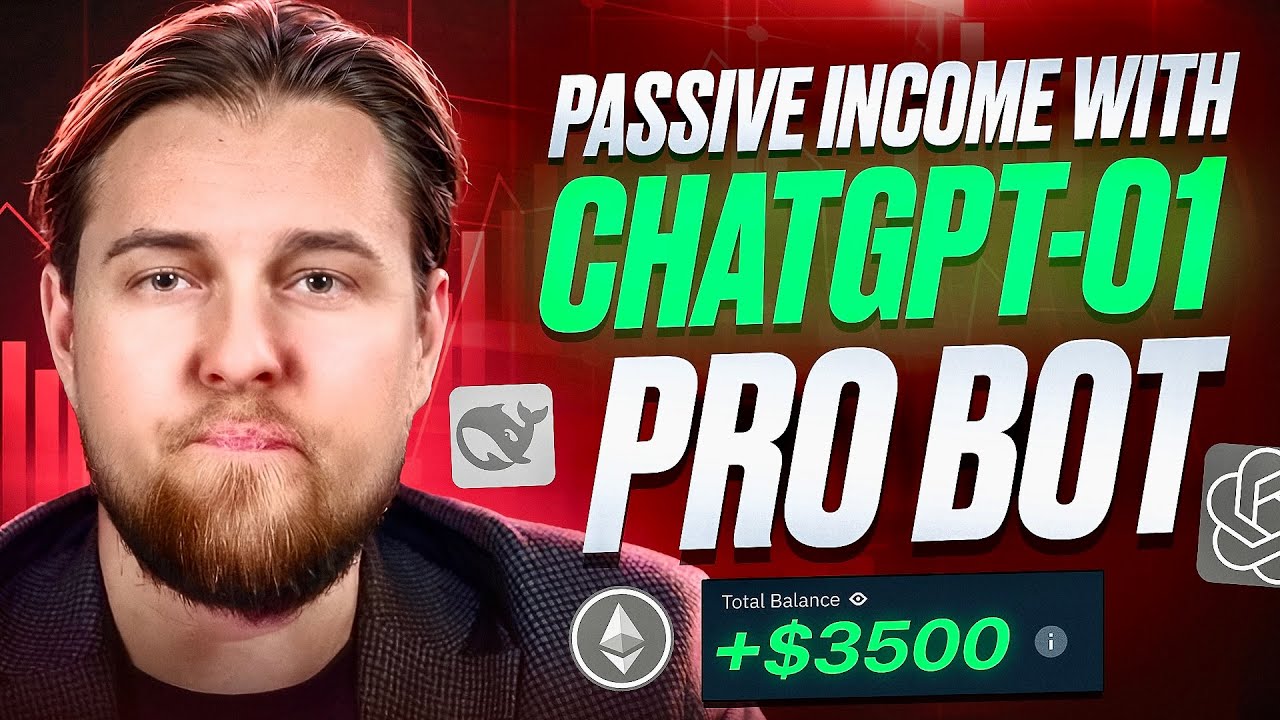 PASSIVE INCOME WITH
CHATGPT-01
PRO BOT
Total Balance
+$3500
i